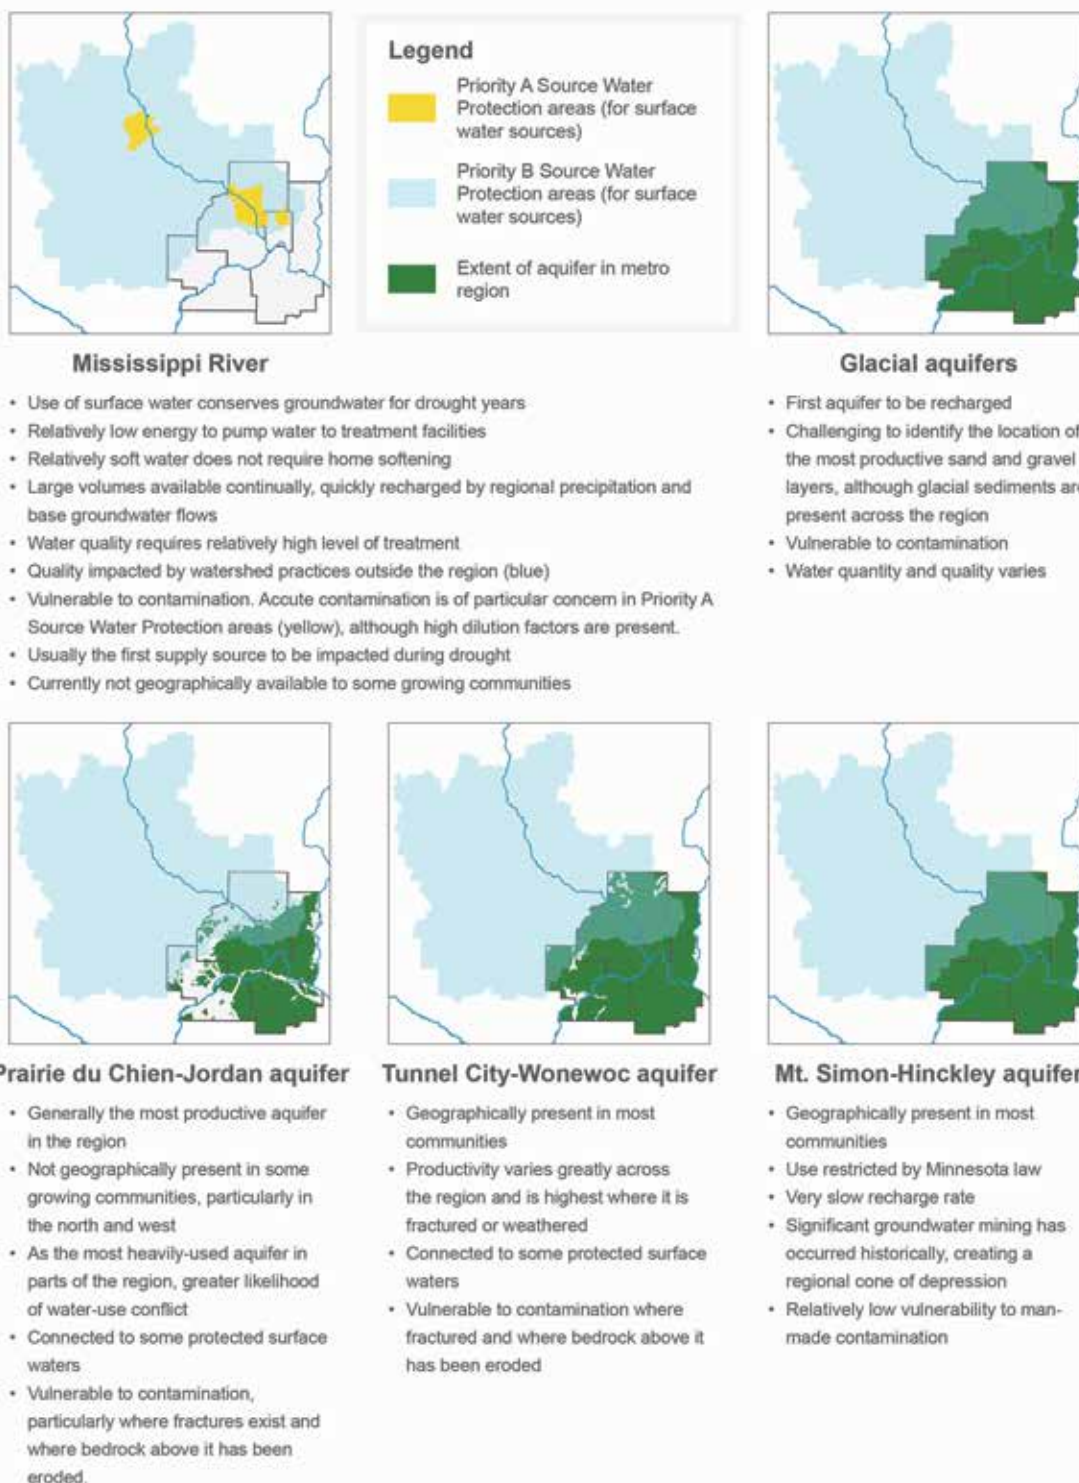 Legend
Priority A Source Water
Protection areas (for surface
water sources)
Priority B Source Water
Protection areas (for surface
water sources)
Extent of aquifer in metro
region
Mississippi River
• Use of surface water conserves groundwater for drought years
• Relatively low energy to pump water to treatment facilities
• Relatively soft water does not require home softening
• Large volumes available continually, quickly recharged by regional precipitation and
base groundwater flows
• Water quality requires relatively high level of treatment
• Quality impacted by watershed practices outside the region (blue)
• Vulnerable to contamination. Accute contamination is of particular concern in Priority A
Source Water Protection areas (yellow), although high dilution factors are present.
• Usually the first supply source to be impacted during drought
• Currently not geographically available to some growing communities
Glacial aquifers
• First aquifer to be recharged
• Challenging to identify the location of
the most productive sand and gravel
layers, although glacial sediments are
present across the region
• Vulnerable to contamination
• Water quantity and quality varies
Prairie du Chien-Jordan aquifer
• Generally the most productive aquifer
in the region
• Not geographically present in some
growing communities, particularly in
the north and west
• As the most heavily-used aquifer in
parts of the region, greater likelihood
of water-use conflict
• Connected to some protected surface
waters
• Vulnerable to contamination,
particularly where fractures exist and
where bedrock above it has been
eroded.
Tunnel City-Wonewoc aquifer
• Geographically present in most
communities
• Productivity varies greatly across
the region and is highest where it is
fractured or weathered
• Connected to some protected surface
waters
• Vulnerable to contamination where
fractured and where bedrock above it
has been eroded
Mt. Simon-Hinckley aquifer
• Geographically present in most
communities
• Use restricted by Minnesota law
• Very slow recharge rate
• Significant groundwater mining has
occurred historically, creating a
regional cone of depression
• Relatively low vulnerability to man-
made contamination